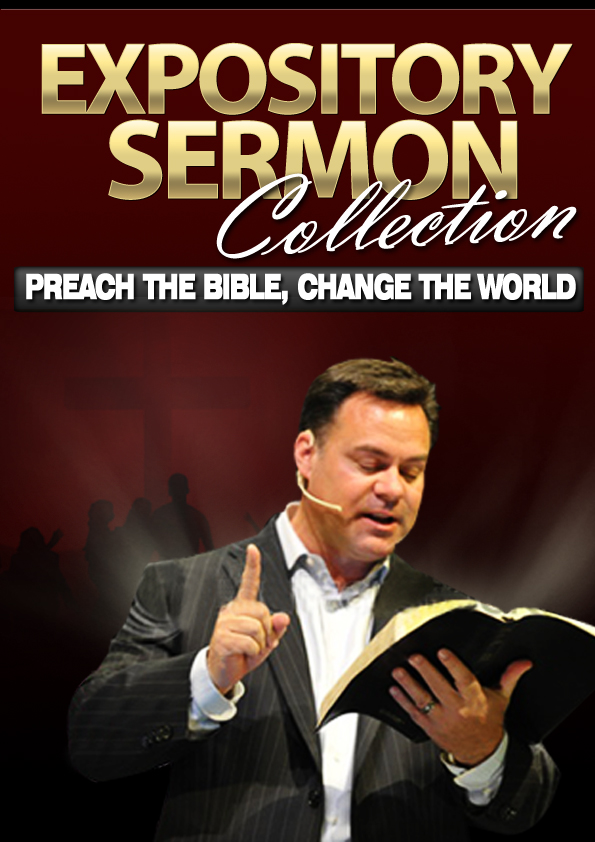 EXPOSITORY
SERMON
Collection
PREACH THE BIBLE, CHANGE THE WORLD